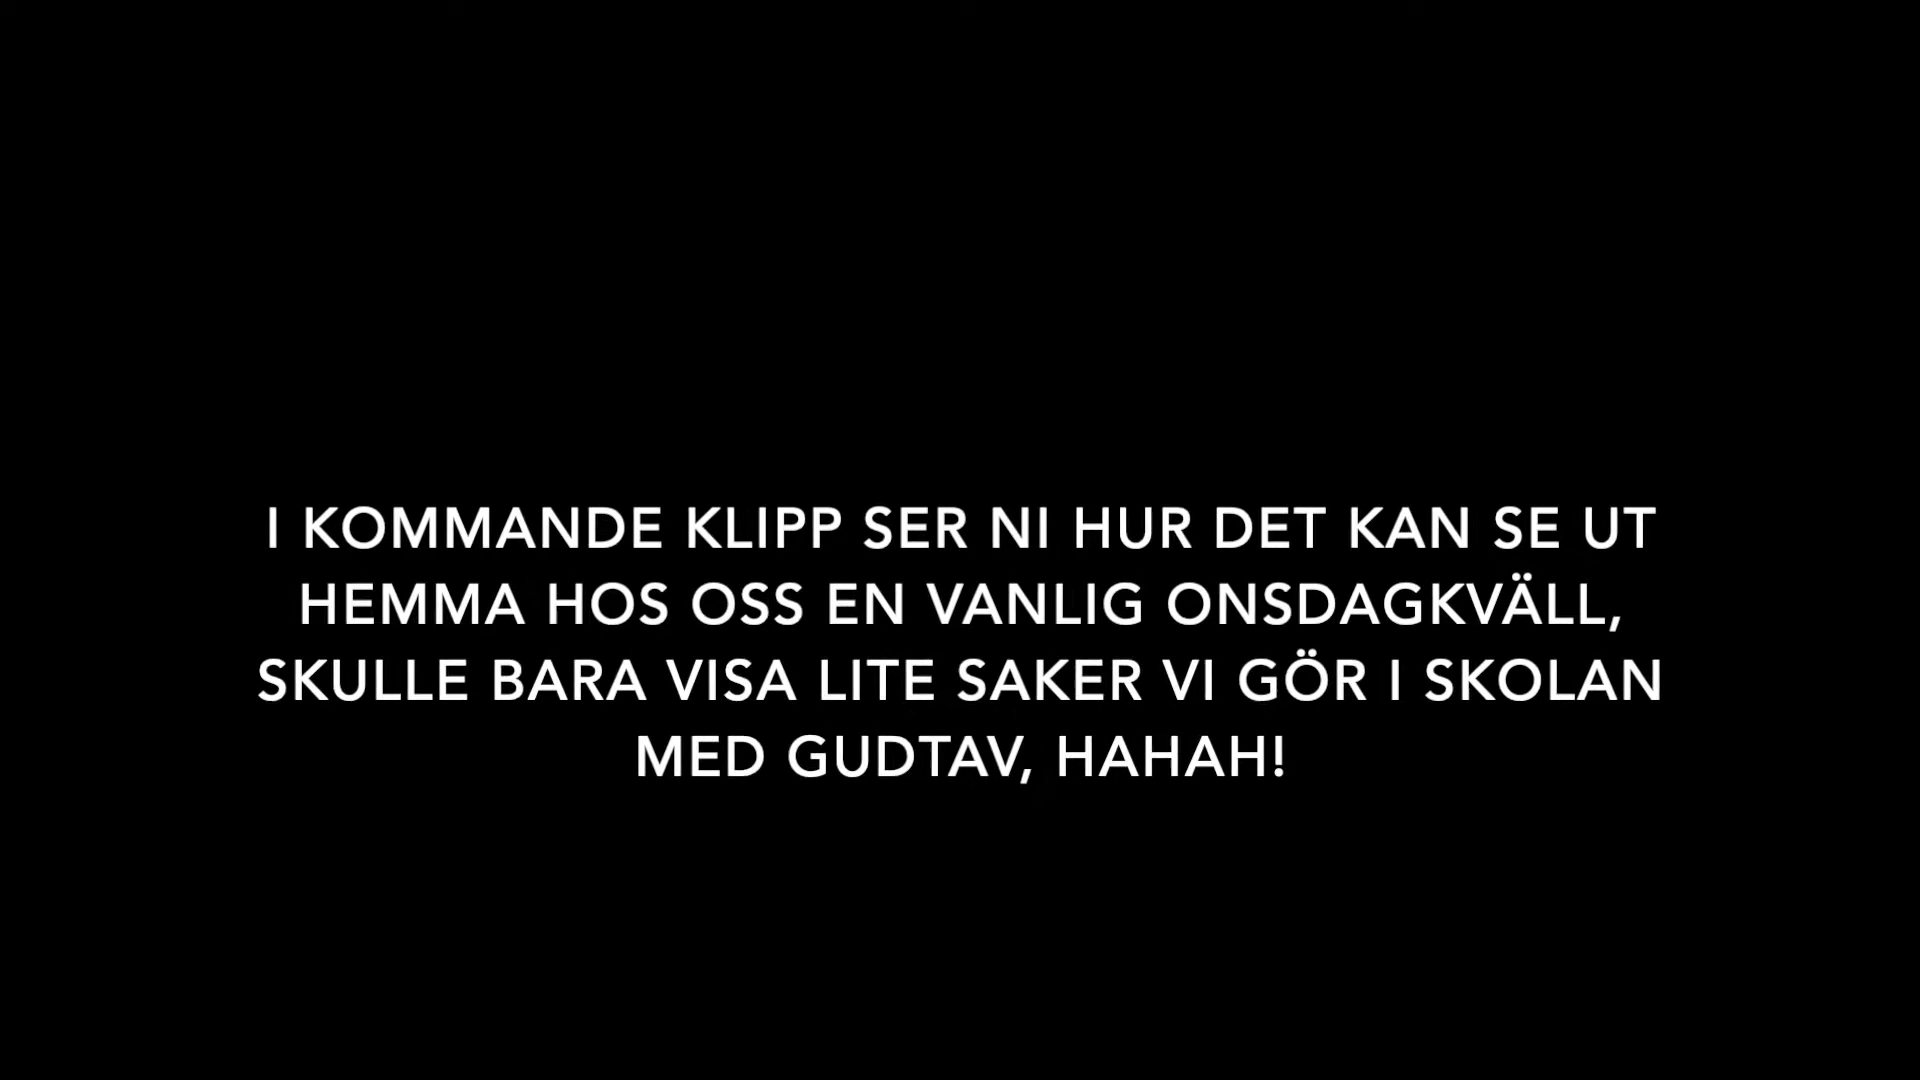 I KOMMANDE KLIPP SER NI HUR DET KAN SE UT
HEMMA HOS OSS EN VANLIG ONSDAGKVÄLL,
SKULLE BARA VISA LITE SAKER VI GÖR I SKOLAN
MED GUDTAV, HAHAH!